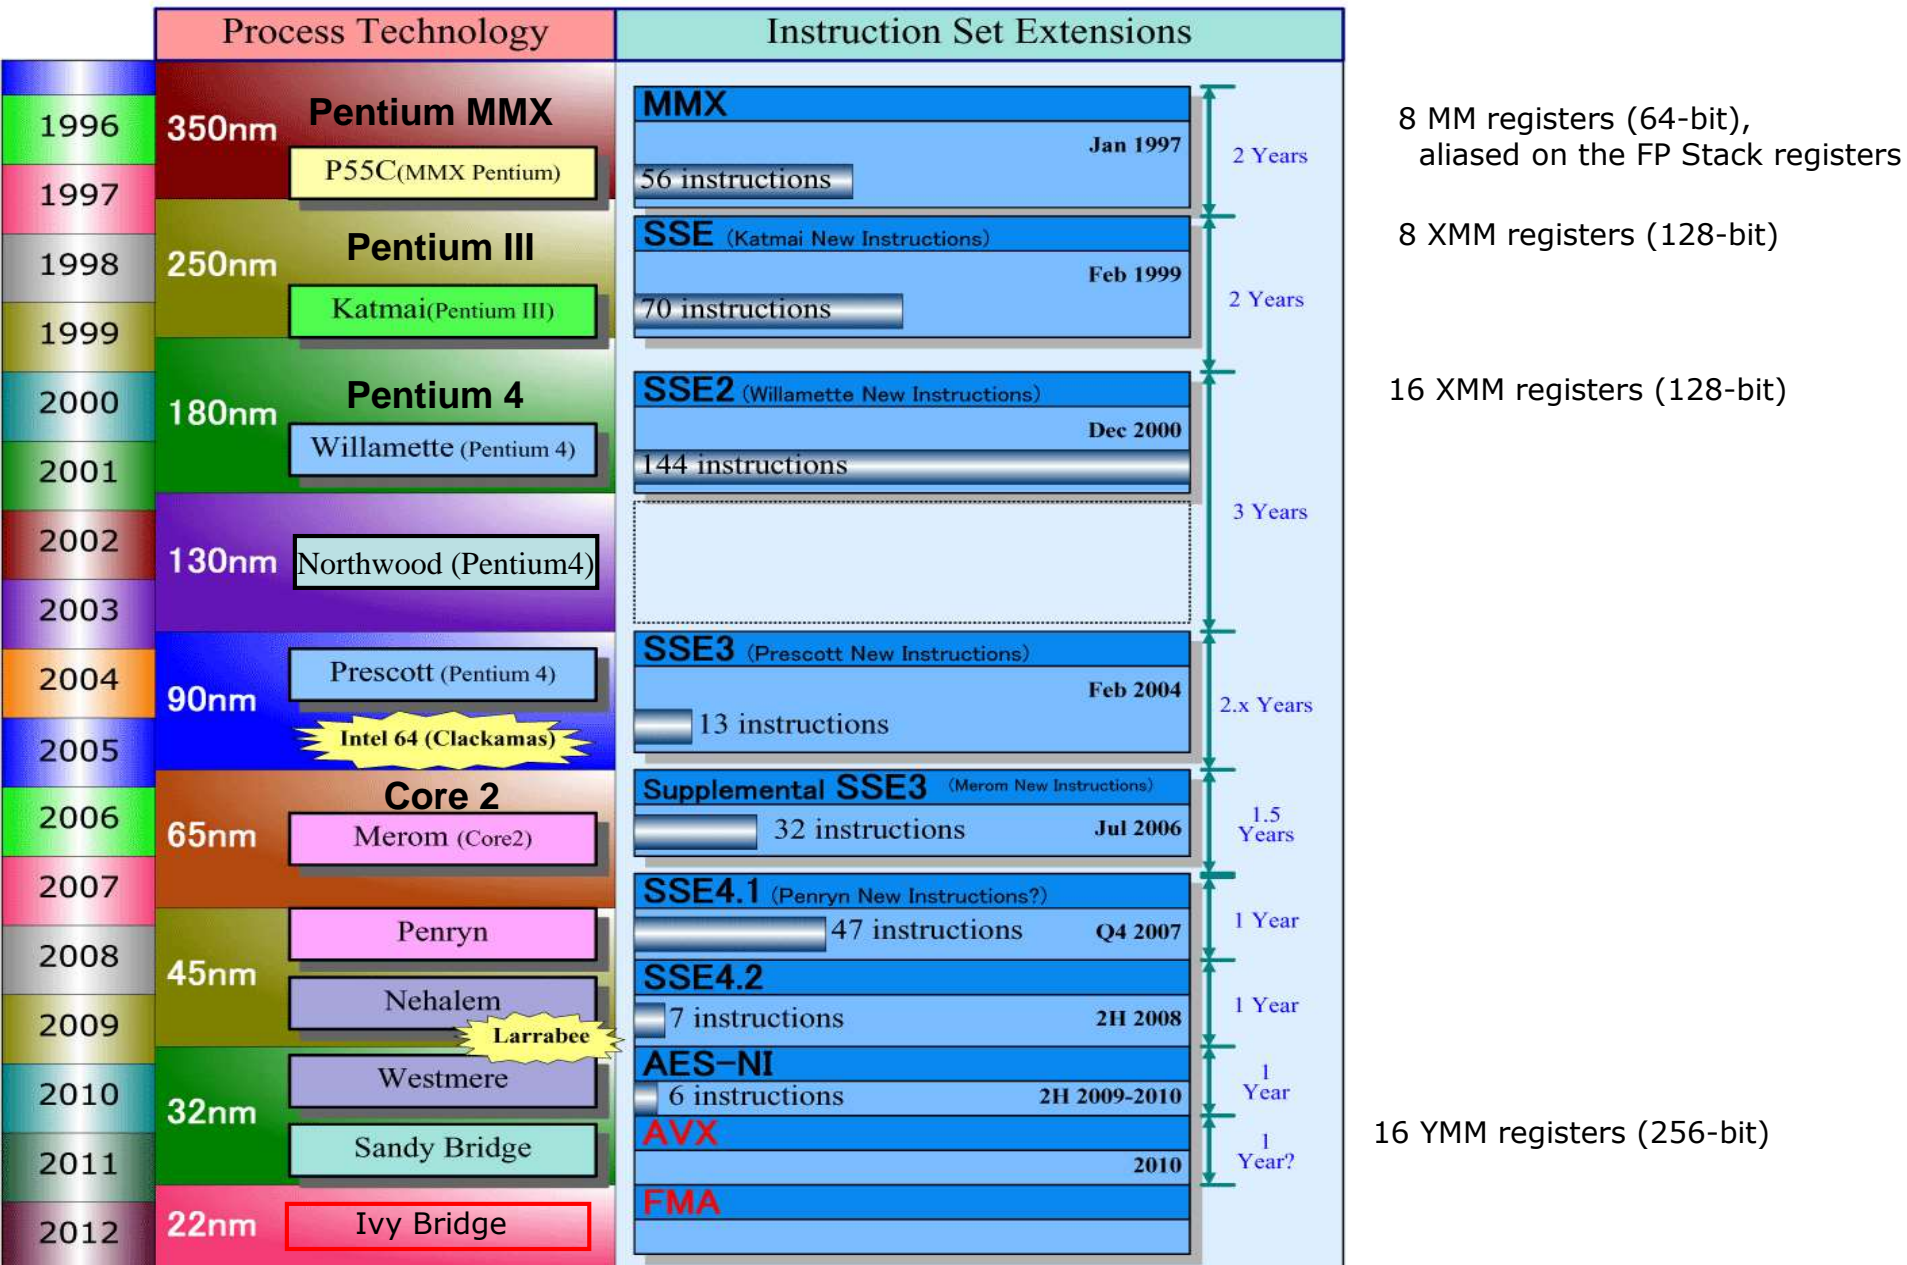 Process Technology
Instruction Set Extensions
1996
350nm
Pentium MMX
P55C(MMX Pentium)
MMX
Jan 1997
56 instructions
2 Years
8 MM registers (64-bit),
aliased on the FP Stack registers
1997
1998
250nm
Pentium III
Katmai(Pentium III)
SSE (Katmai New Instructions)
Feb 1999
70 instructions
2 Years
8 XMM registers (128-bit)
1999
2000
180nm
Pentium 4
Willamette (Pentium 4)
SSE2 (Willamette New Instructions)
Dec 2000
144 instructions
3 Years
16 XMM registers (128-bit)
2001
2002
130nm
Northwood (Pentium4)
2003
2004
90nm
Prescott (Pentium 4)
Intel 64 (Clackamas)
SSE3 (Prescott New Instructions)
Feb 2004
13 instructions
2.x Years
2005
2006
65nm
Core 2
Merom (Core2)
Supplemental SSE3 (Merom New Instructions)
32 instructions
Jul 2006
1.5
Years
2007
SSE4.1 (Penryn New Instructions?)
47 instructions
Q4 2007
1 Year
2008
45nm
Penryn
Nehalem
Larrabee
SSE4.2
7 instructions
2H 2008
1 Year
2009
2010
32nm
Westmere
AES-NI
6 instructions
2H 2009-2010
1
Year
Sandy Bridge
AVX
2010
1
Year?
16 YMM registers (256-bit)
2011
2012
22nm
Ivy Bridge
FMA